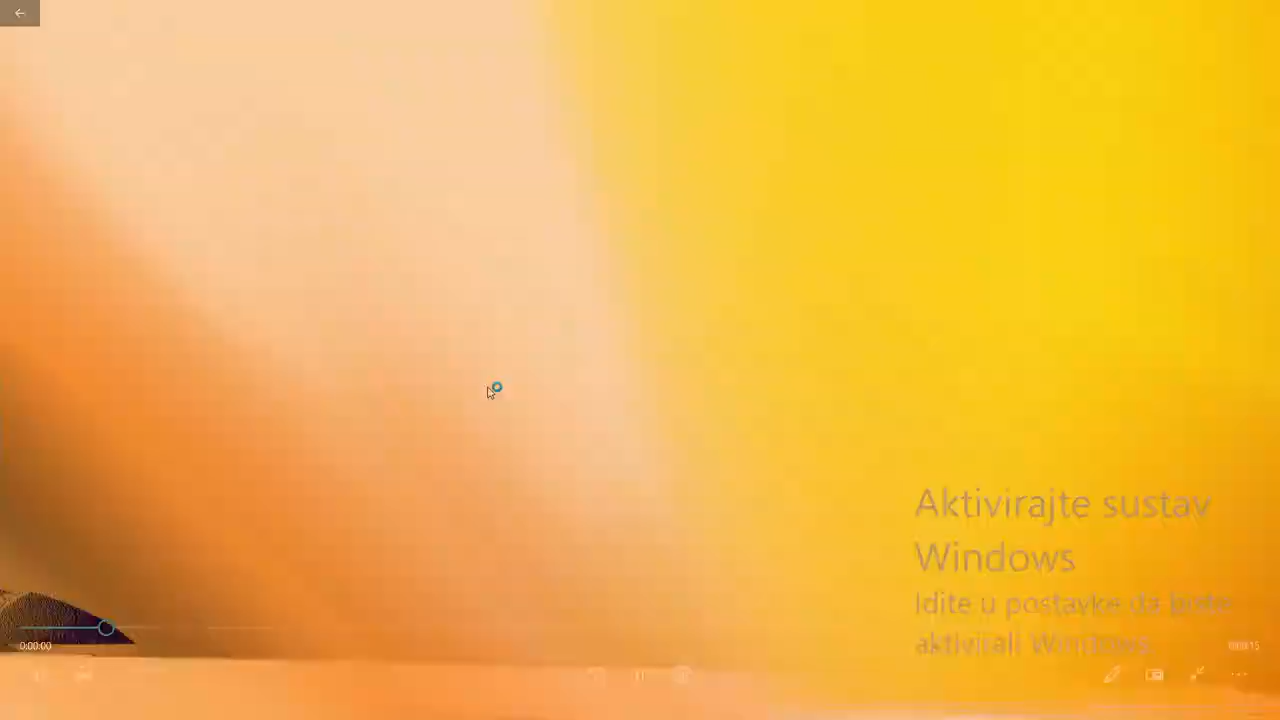 Aktivirajte sustav
Windows
Idite u postavke da biste
aktivirali Windows.
0:00:00